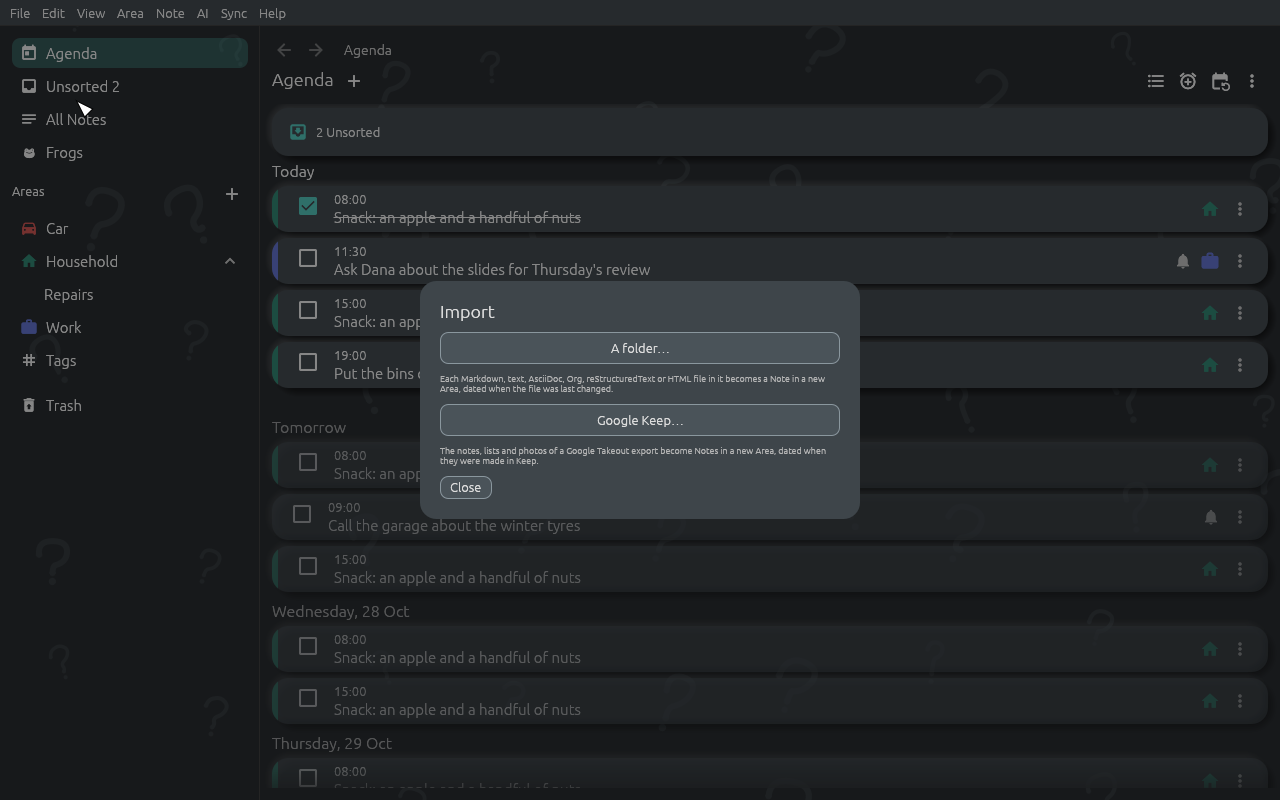 File Edit View Area Note AI Sync Help
Agenda
Unsorted 2
All Notes
Frogs
Areas
Car
Household
Repairs
Work
Tags
Trash
Agenda
Agenda
2 Unsorted
Today
08:00
Snack: an apple and a handful of nuts
11:30
Ask Dana about the slides for Thursday's review
15:00
Snack: an app
19:00
Put the bins
Import
A folder…
Each Markdown, text, AsciiDoc, Org, reStructuredText or HTML file in it becomes a Note in a new
Area, dated when the file was last changed.
Google Keep…
The notes, lists and photos of a Google Takeout export become Notes in a new Area, dated when
they were made in Keep.
Close
Tomorrow
08:00
Snack: an app
09:00
Call the garage about the winter tyres
15:00
Snack: an apple and a handful of nuts
Wednesday, 28 Oct
08:00
Snack: an apple and a handful of nuts
15:00
Snack: an apple and a handful of nuts
Thursday, 29 Oct
08:00
Snack: an apple and a handful of nuts